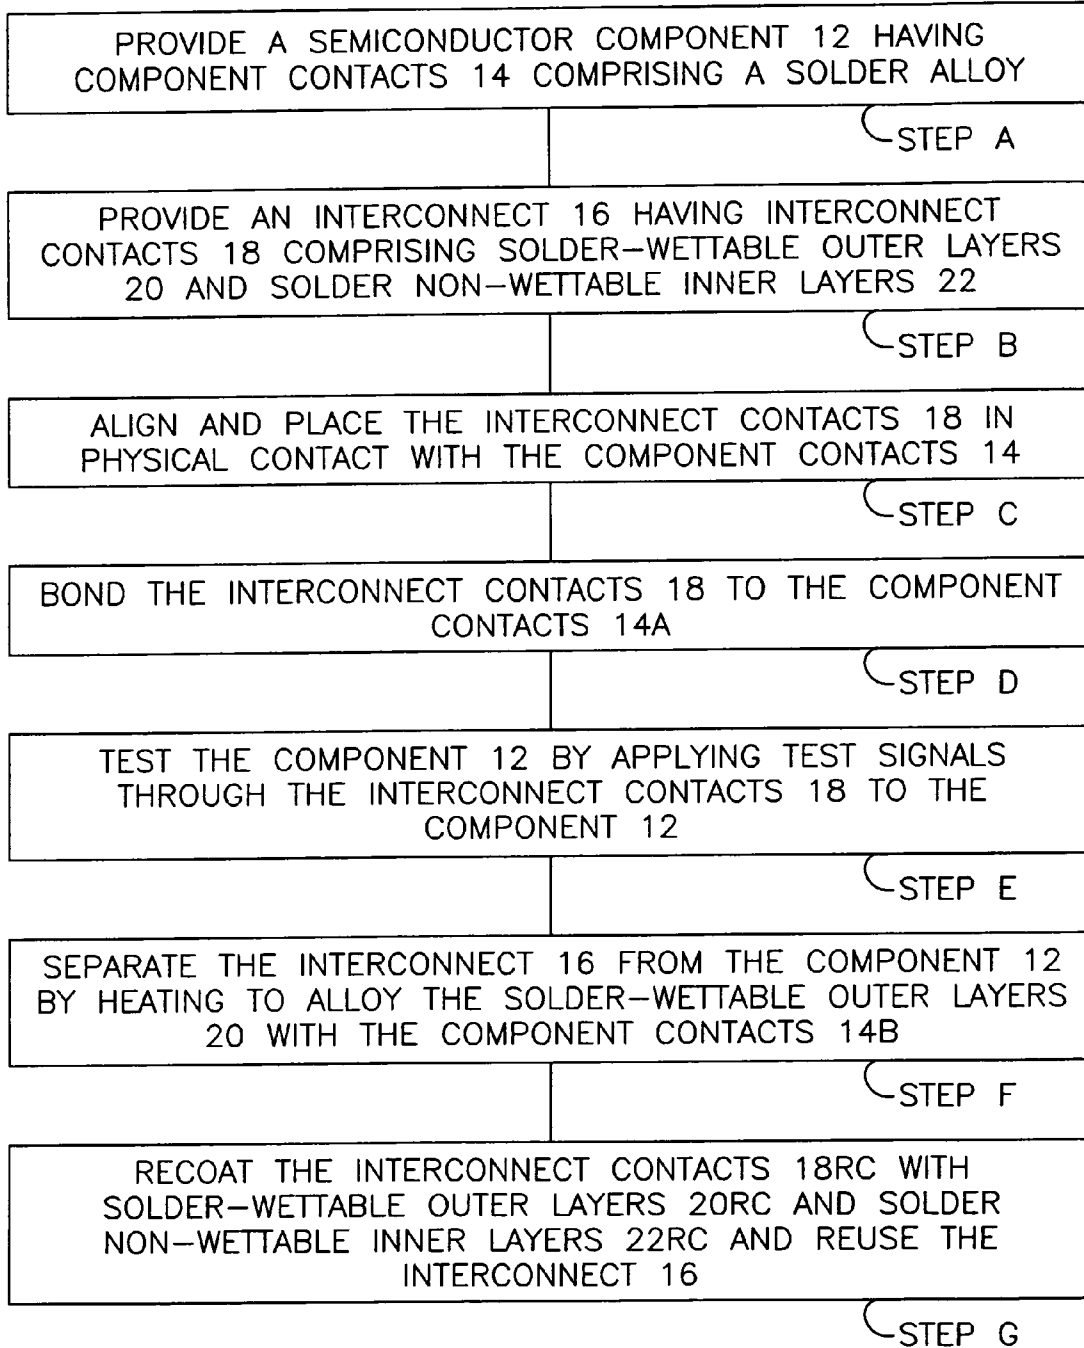 PROVIDE A SEMICONDUCTOR COMPONENT 12 HAVING
COMPONENT CONTACTS 14 COMPRISING A SOLDER ALLOY
STEP A
PROVIDE AN INTERCONNECT 16 HAVING INTERCONNECT
CONTACTS 18 COMPRISING SOLDER-WETTABLE OUTER LAYERS
20 AND SOLDER NON-WETTABLE INNER LAYERS 22
STEP B
ALIGN AND PLACE THE INTERCONNECT CONTACTS 18 IN
PHYSICAL CONTACT WITH THE COMPONENT CONTACTS 14
STEP C
BOND THE INTERCONNECT CONTACTS 18 TO THE COMPONENT
CONTACTS 14A
STEP D
TEST THE COMPONENT 12 BY APPLYING TEST SIGNALS
THROUGH THE INTERCONNECT CONTACTS 18 TO THE
COMPONENT 12
STEP E
SEPARATE THE INTERCONNECT 16 FROM THE COMPONENT 12
BY HEATING TO ALLOY THE SOLDER-WETTABLE OUTER LAYERS
20 WITH THE COMPONENT CONTACTS 14B
STEP F
RECOAT THE INTERCONNECT CONTACTS 18RC WITH
SOLDER-WETTABLE OUTER LAYERS 20RC AND SOLDER
NON-WETTABLE INNER LAYERS 22RC AND REUSE THE
INTERCONNECT 16
STEP G